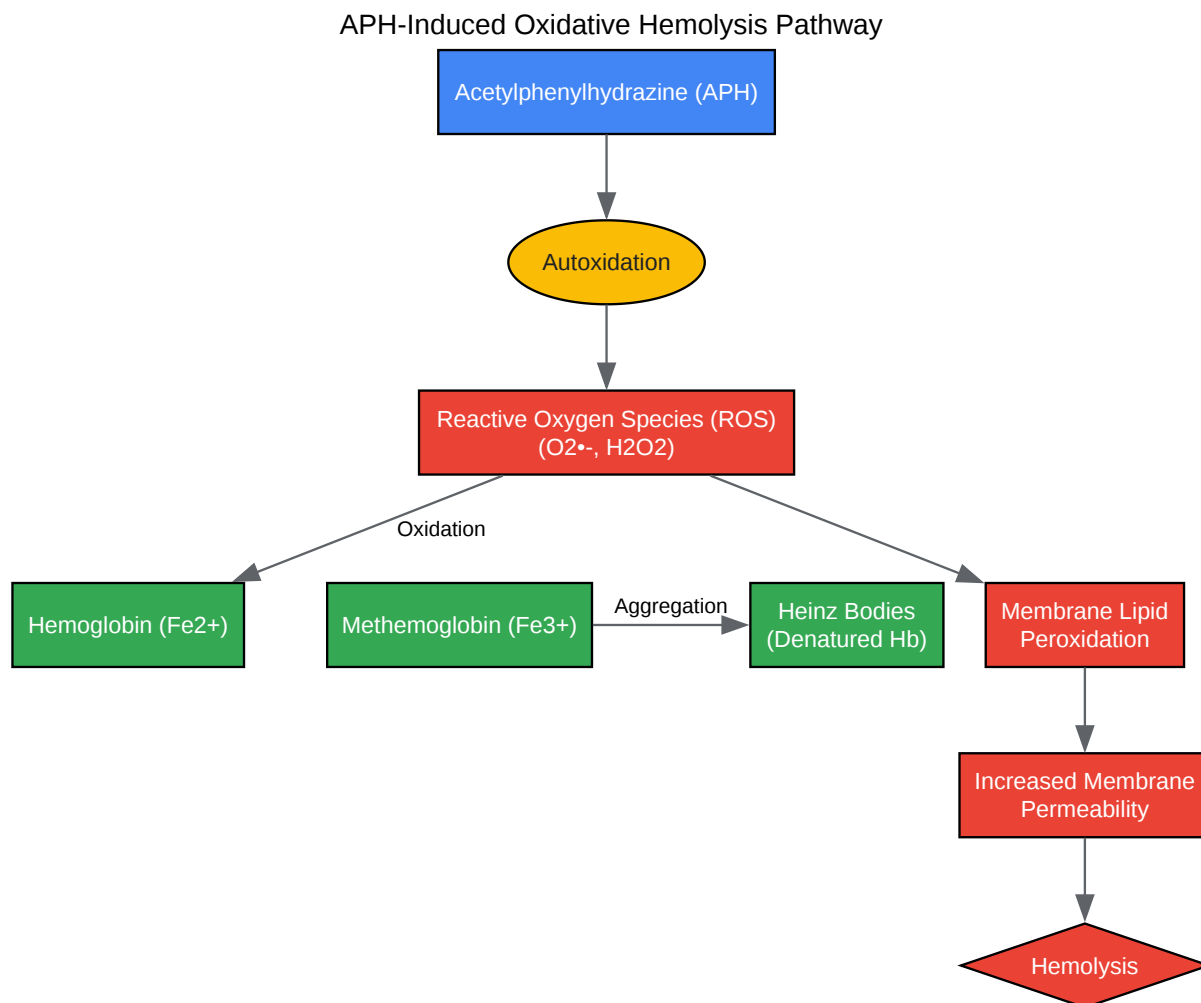 APH-Induced Oxidative Hemolysis Pathway
Acetylphenylhydrazine (APH)
Autoxidation
Reactive Oxygen Species (ROS)
(O2•-, H2O2)
Oxidation
Hemoglobin (Fe2+)
Methemoglobin (Fe3+)
Aggregation
Heinz Bodies
(Denatured Hb)
Membrane Lipid
Peroxidation
Increased Membrane
Permeability
Hemolysis